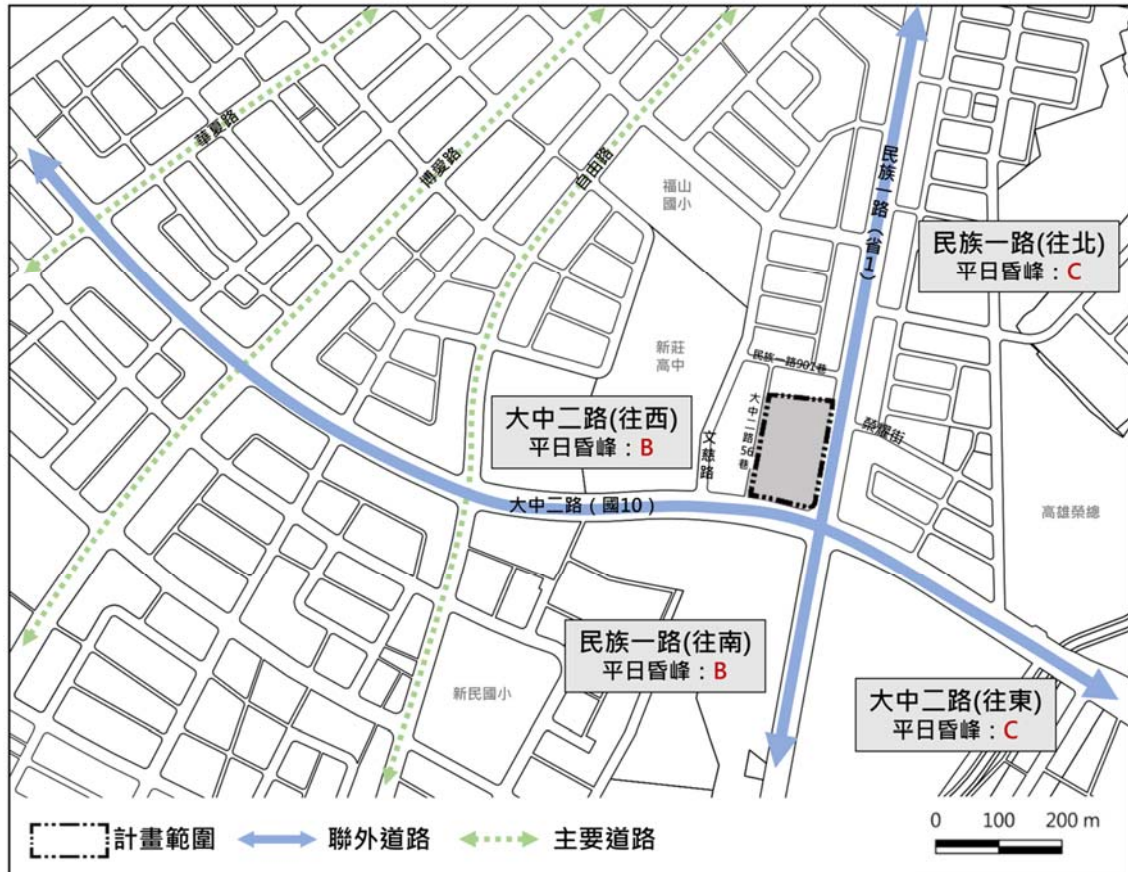 華夏路
博愛路
自由路
福山
國小
民族一路（省1）
民族一路(往北)
平日昏峰：C
新莊
高中
民族一路901巷
大中二路56巷
文慈路
榮耀街
大中二路(往西)
平日昏峰：B
大中二路（國10）
高雄榮總
民族一路(往南)
平日昏峰：B
新民國小
大中二路(往東)
平日昏峰：C
計畫範圍
聯外道路
主要道路
0 100 200 m